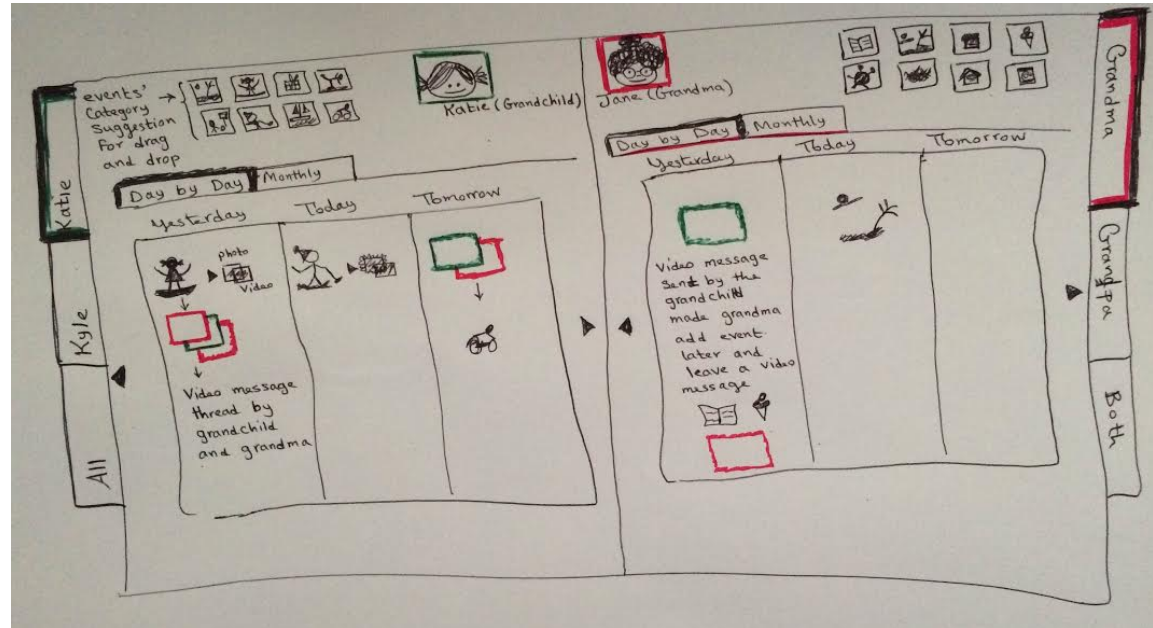 Katie
Kyle
All
events'
Category
Suggestion
For drag
and drop
Katie (Grandchild)
Day by Day
Monthly
Yesterday
Today
Tomorrow
photo
Video
Video message
thread by
grandchild
and grandma
Jane (Grandma)
Day by Day
Monthly
Yesterday
Today
Tomorrow
Video message
sent by the
grandchild
made grandma
add event
later and
leave a video
message
Grandma
Grandpa
Both